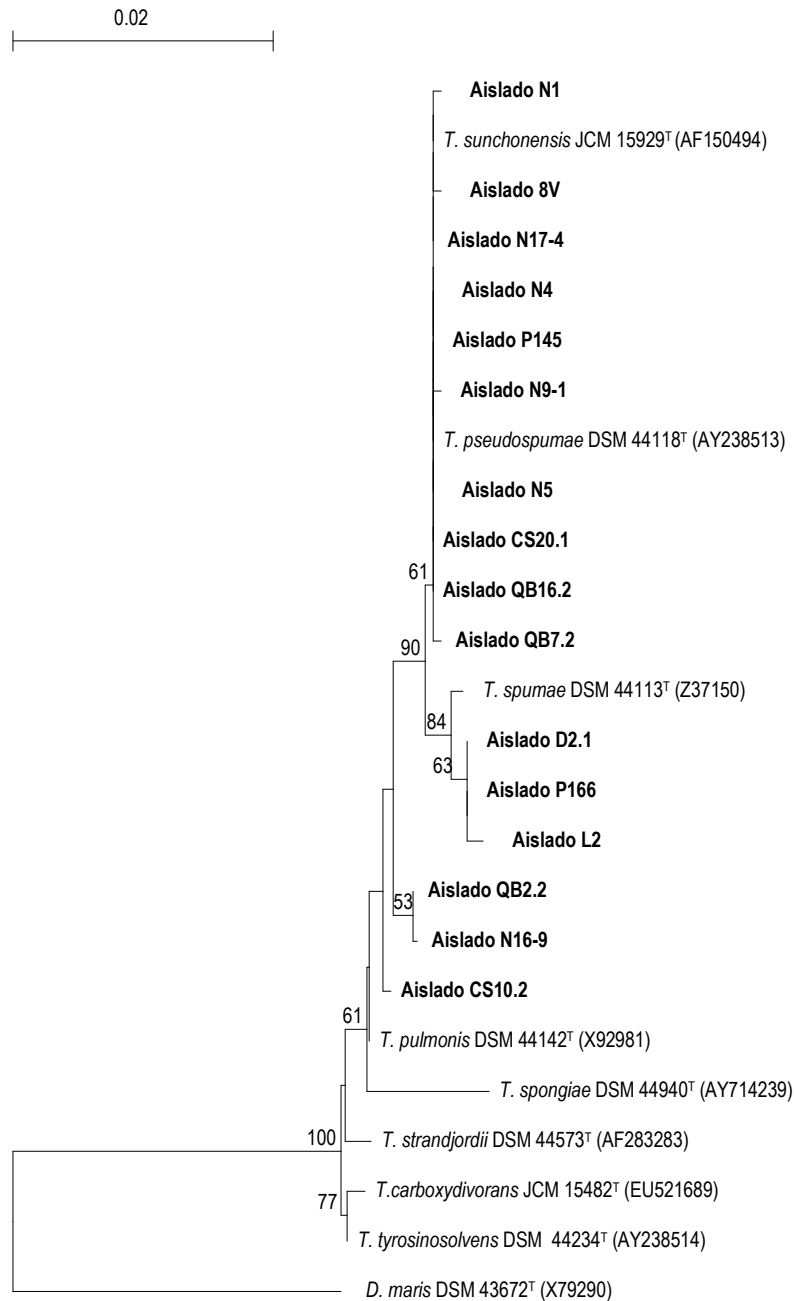 0.02
Aislado N1
T. sunchonensis JCM 15929ᵀ (AF150494)
Aislado 8V
Aislado N17-4
Aislado N4
Aislado P145
Aislado N9-1
T. pseudospumae DSM 44118ᵀ (AY238513)
Aislado N5
Aislado CS20.1
61
Aislado QB16.2
Aislado QB7.2
90
T. spumae DSM 44113ᵀ (Z37150)
84
Aislado D2.1
63
Aislado P166
Aislado L2
Aislado QB2.2
53
Aislado N16-9
Aislado CS10.2
61
T. pulmonis DSM 44142ᵀ (X92981)
T. spongiae DSM 44940ᵀ (AY714239)
T. strandjordii DSM 44573ᵀ (AF283283)
100
T.carboxydivorans JCM 15482ᵀ (EU521689)
77
T. tyrosinosolvens DSM 44234ᵀ (AY238514)
D. maris DSM 43672ᵀ (X79290)